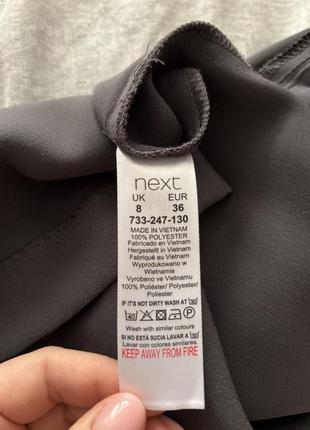 next
UK EUR
8 36
733-247-130
MADE IN VIETNAM
100% POLYESTER
Fabricado en Vietnam
Hergestellt in Vietnam
Fabriqué au Vietnam
Wyprodukowano w
Wietnamie
Vyrobeno ve Vietnamu
100% Poliéster/ Polyester/
Poliestr
IF IT'S NOT DIRTY WASH AT
Wash with similar colours
SI NO ESTÁ SUCIA LAVAR A
Lavar con colores similares.
KEEP AWAY FROM FIRE